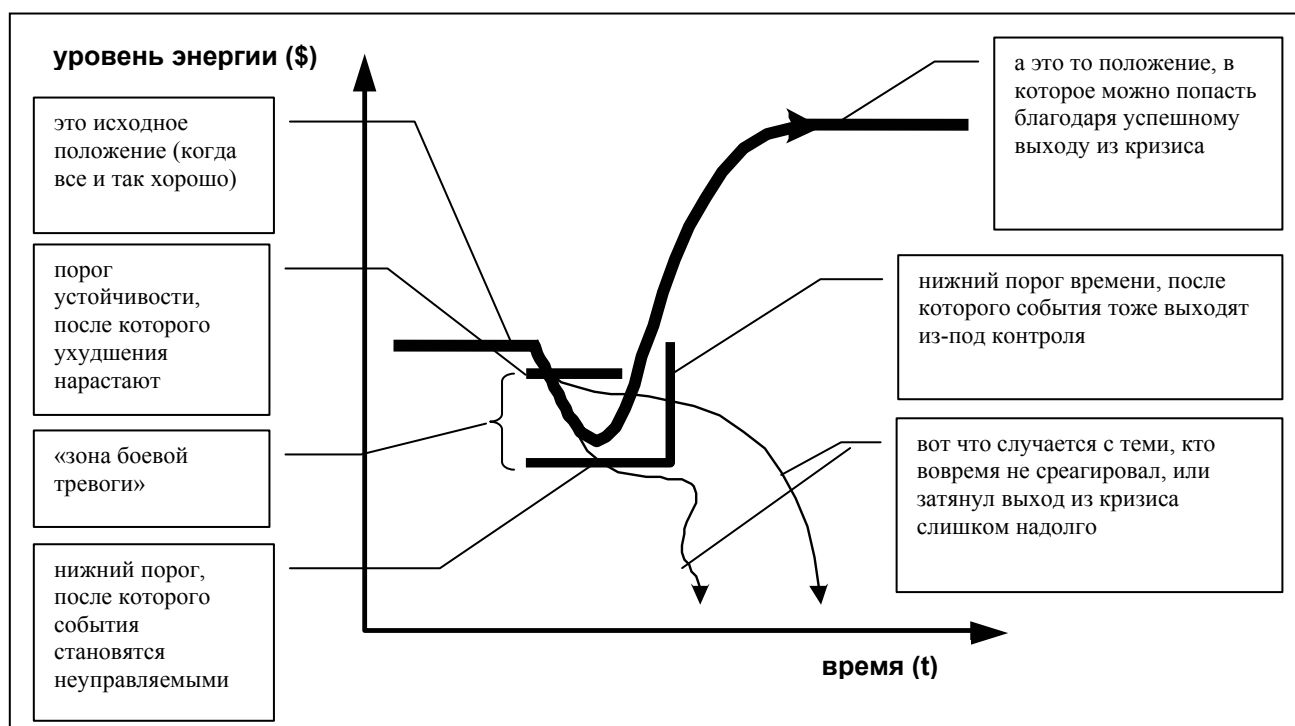 уровень энергии ($)
это исходное
положение (когда
все и так хорошо)
порог
устойчивости,
после которого
ухудшения
нарастают
«зона боевой
тревоги»
нижний порог,
после которого
события
становятся
неуправляемыми
а это то положение, в
которое можно попасть
благодаря успешному
выходу из кризиса
нижний порог времени, после
которого события тоже выходят
из-под контроля
вот что случается с теми, кто
вовремя не среагировал, или
затянул выход из кризиса
слишком надолго
время (t)